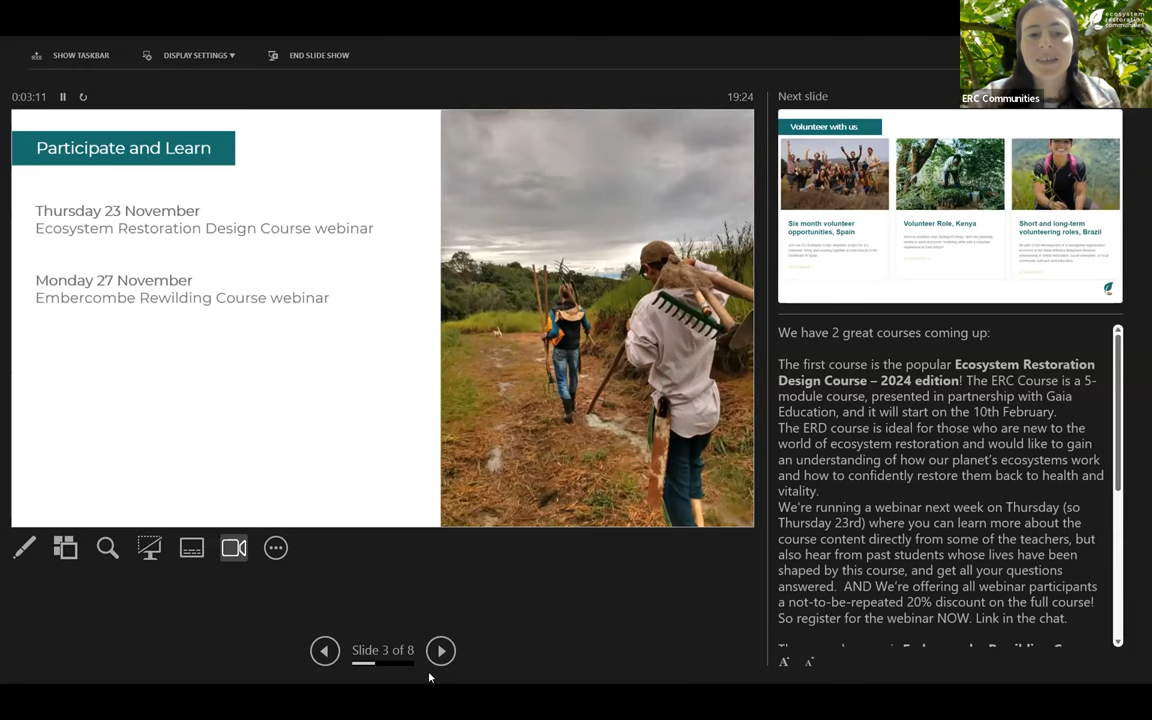 ecosystem
restoration
communities
SHOW TASKBAR
DISPLAY SETTINGS ▾
END SLIDE SHOW
ERC Communities
0:03:11
19:24
Next slide
Participate and Learn
Thursday 23 November
Ecosystem Restoration Design Course webinar
Monday 27 November
Embercombe Rewilding Course webinar
Volunteer with us
Six month volunteer
opportunities, Spain
Volunteer Role, Kenya
Short and long-term
volunteering roles, Brazil
We have 2 great courses coming up:
The first course is the popular Ecosystem Restoration
Design Course – 2024 edition! The ERC Course is a 5-
module course, presented in partnership with Gaia
Education, and it will start on the 10th February.
The ERD course is ideal for those who are new to the
world of ecosystem restoration and would like to gain
an understanding of how our planet's ecosystems work
and how to confidently restore them back to health and
vitality.
We're running a webinar next week on Thursday (so
Thursday 23rd) where you can learn more about the
course content directly from some of the teachers, but
also hear from past students whose lives have been
shaped by this course, and get all your questions
answered. AND We're offering all webinar participants
a not-to-be-repeated 20% discount on the full course!
So register for the webinar NOW. Link in the chat.
Slide 3 of 8
A A